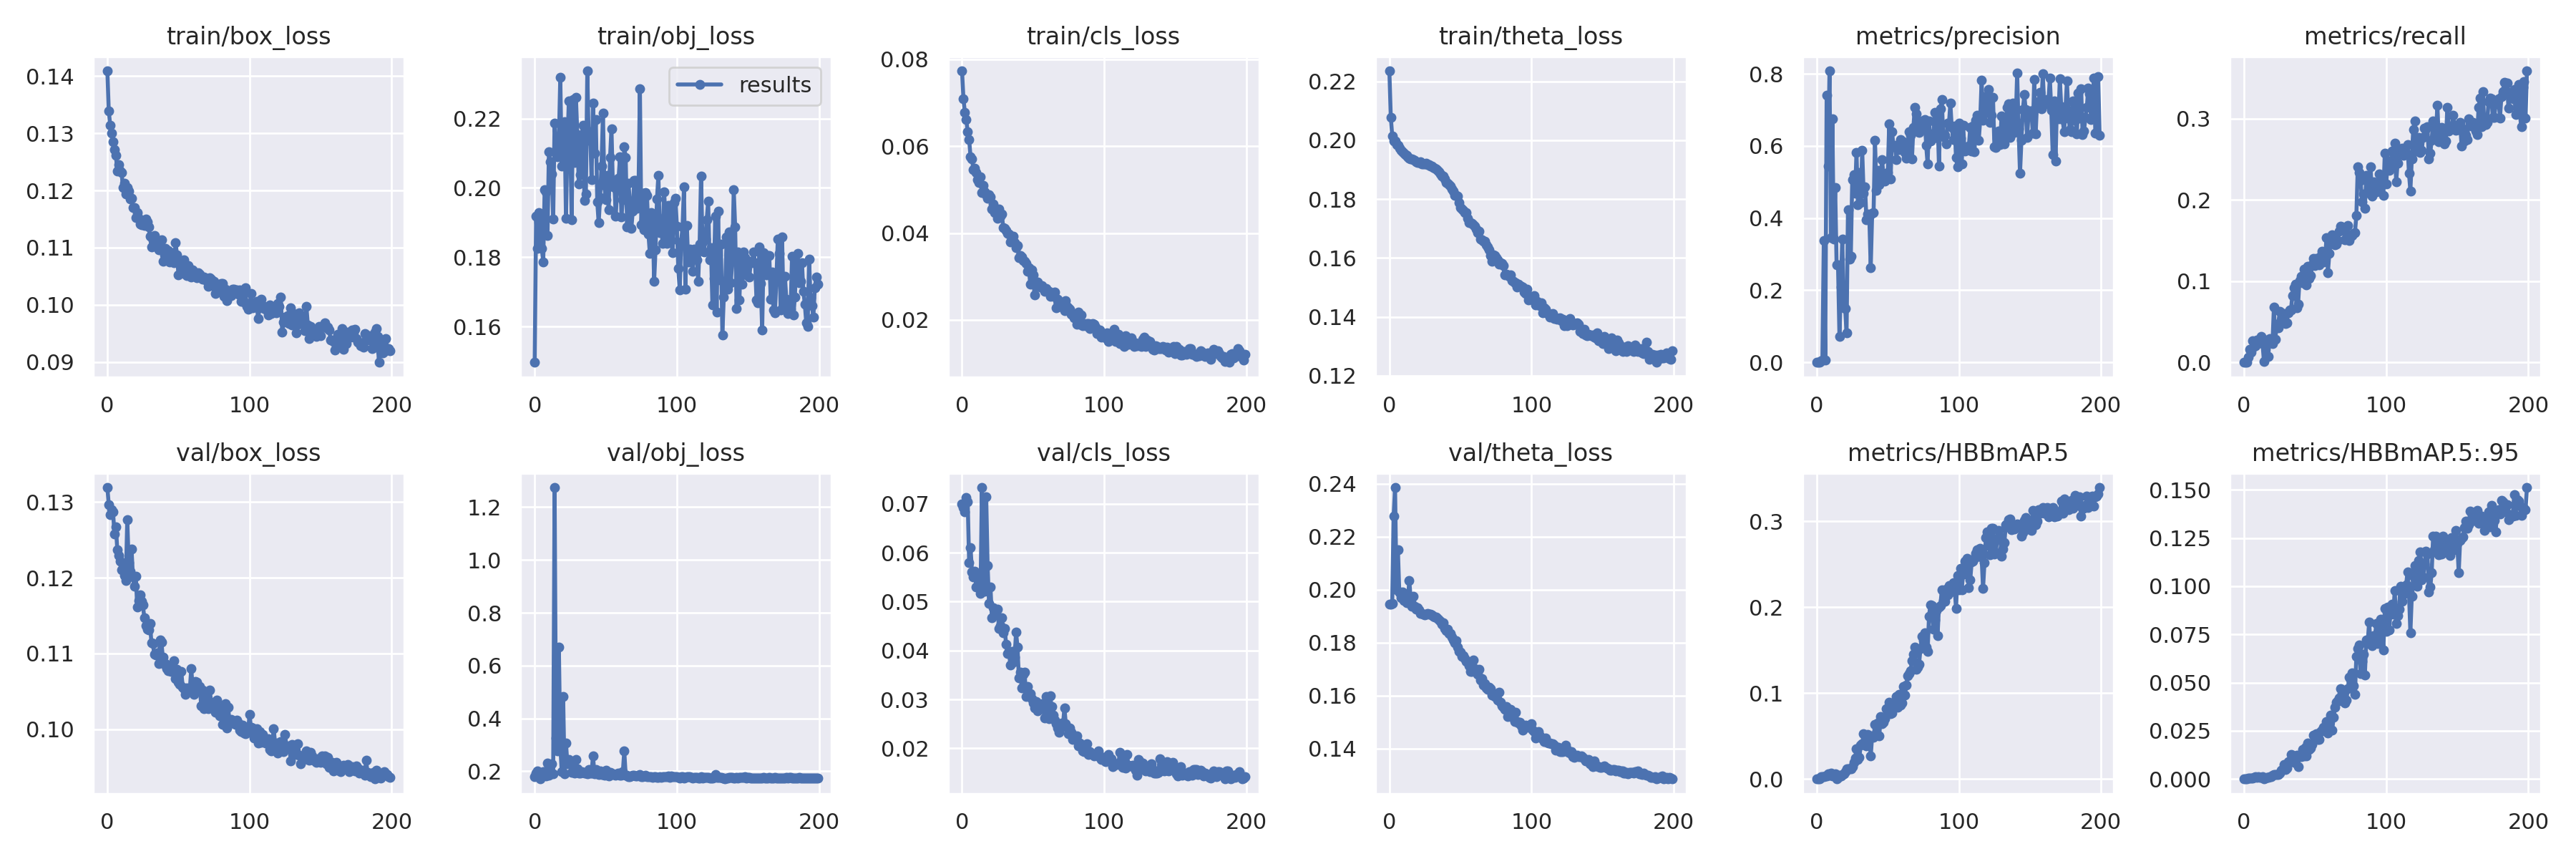 train/box_loss
train/obj_loss
train/cls_loss
train/theta_loss
metrics/precision
metrics/recall
0.14
0.13
0.12
0.11
0.10
0.09
0 100 200
results
0.22
0.20
0.18
0.16
0 100 200
0.08
0.06
0.04
0.02
0 100 200
0.22
0.20
0.18
0.16
0.14
0.12
0 100 200
0.8
0.6
0.4
0.2
0.0
0 100 200
0.3
0.2
0.1
0.0
0 100 200
val/box_loss
val/obj_loss
val/cls_loss
val/theta_loss
metrics/HBBmAP.5
metrics/HBBmAP.5:.95
0.13
0.12
0.11
0.10
0 100 200
1.2
1.0
0.8
0.6
0.4
0.2
0 100 200
0.07
0.06
0.05
0.04
0.03
0.02
0 100 200
0.24
0.22
0.20
0.18
0.16
0.14
0 100 200
0.3
0.2
0.1
0.0
0 100 200
0.150
0.125
0.100
0.075
0.050
0.025
0.000
0 100 200